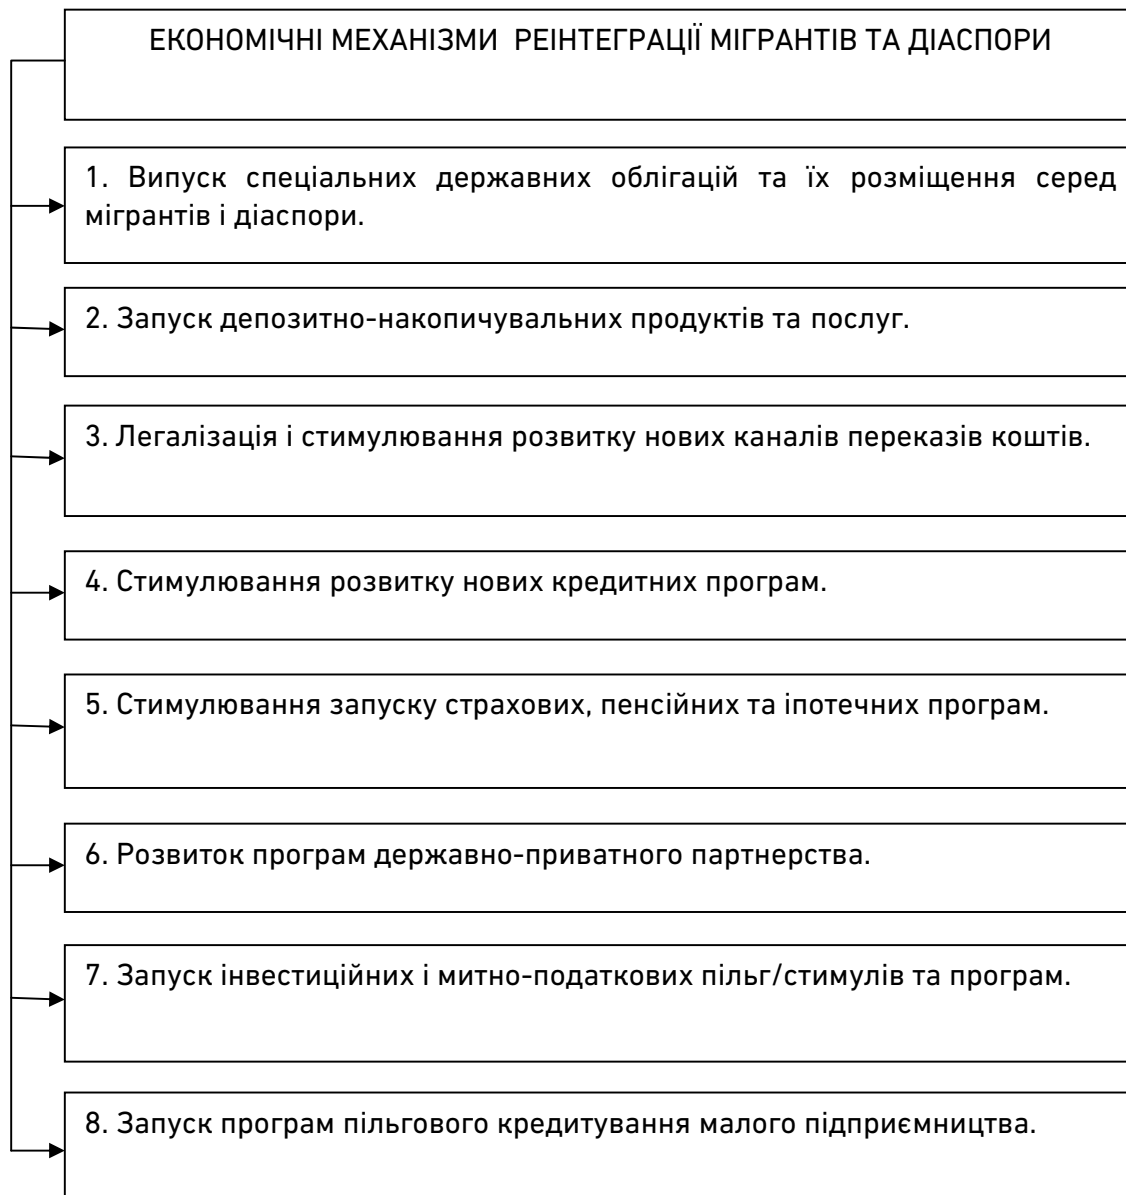 ЕКОНОМІЧНІ МЕХАНІЗМИ РЕІНТЕГРАЦІЇ МІГРАНТІВ ТА ДІАСПОРИ
1. Випуск спеціальних державних облігацій та їх розміщення серед
мігрантів і діаспори.
2. Запуск депозитно-накопичувальних продуктів та послуг.
3. Легалізація і стимулювання розвитку нових каналів переказів коштів.
4. Стимулювання розвитку нових кредитних програм.
5. Стимулювання запуску страхових, пенсійних та іпотечних програм.
6. Розвиток програм державно-приватного партнерства.
7. Запуск інвестиційних і митно-податкових пільг/стимулів та програм.
8. Запуск програм пільгового кредитування малого підприємництва.